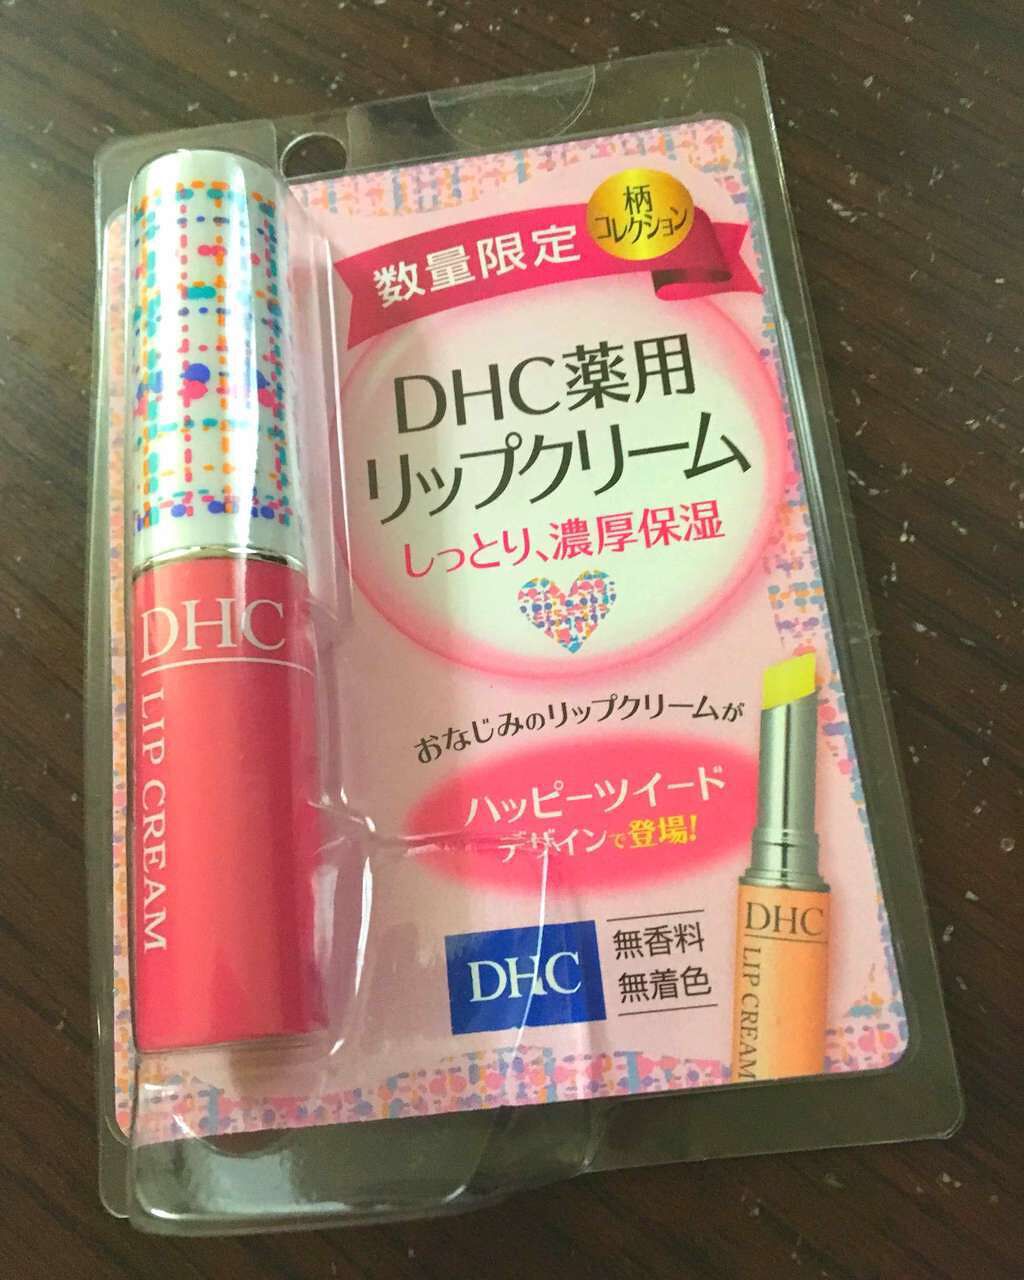 柄
コレクション
数量限定
DHC薬用
リップクリーム
しっとり、濃厚保湿
おなじみのリップクリームが
ハッピーツイード
デザインで登場!
DHC
無香料
無着色
DHC
LIP CREAM
DHC
LIP CREAM